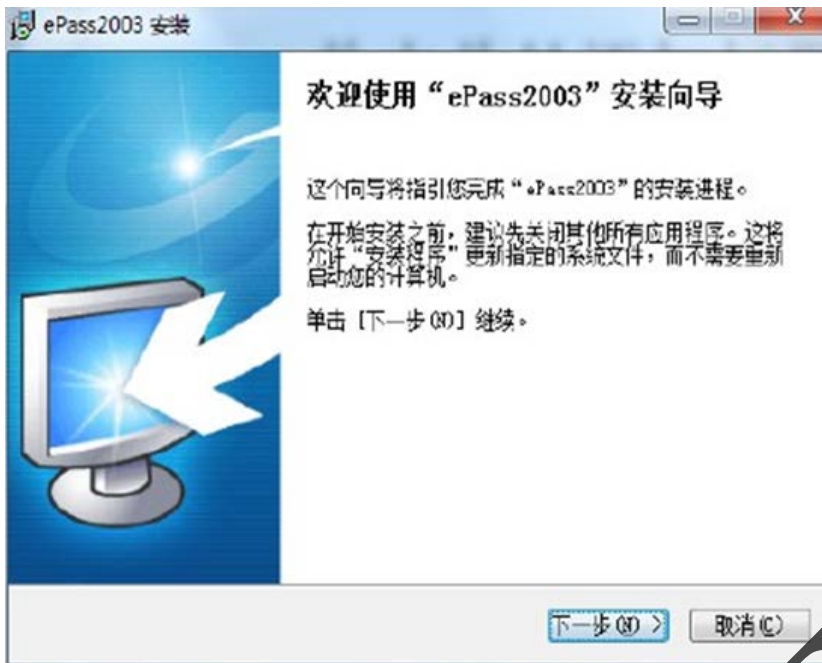 ePass2003 安装
欢迎使用“ePass2003”安装向导
这个向导将指引您完成“ePass2003”的安装进程。
在开始安装之前，建议先关闭其他所有应用程序。这将
允许“安装程序”更新指定的系统文件，而不需要重新
启动您的计算机。
单击 [下一步(N)] 继续。
下一步(N) >
取消(C)